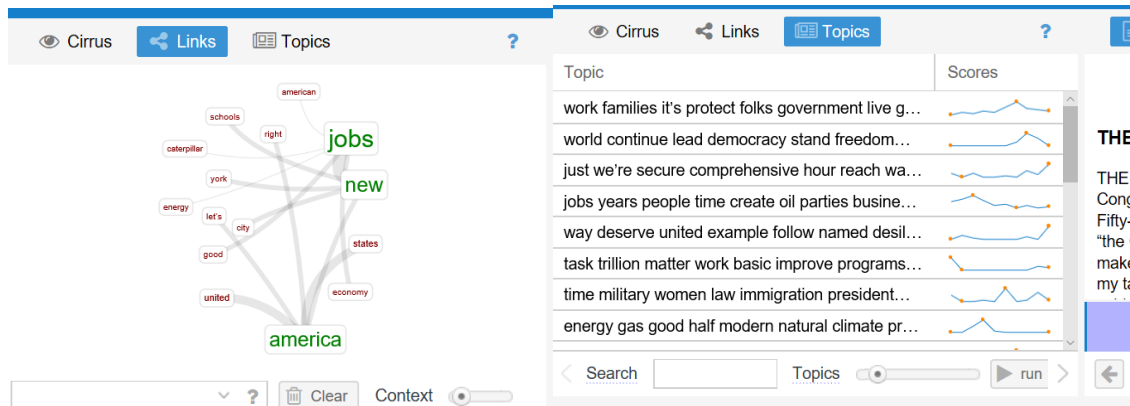 Cirrus Links Topics ?
american
schools
right
jobs
caterpillar
new
york
energy
let's
city
states
good
united
economy
america
? Clear Context
Cirrus Links Topics ?
Topic Scores
work families it's protect folks government live g...
world continue lead democracy stand freedom...
just we're secure comprehensive hour reach wa...
jobs years people time create oil parties busine...
way deserve united example follow named desil...
task trillion matter work basic improve programs...
time military women law immigration president...
energy gas good half modern natural climate pr...
Search Topics run
THE
THE
Cong
Fifty-
"the
make
my ta